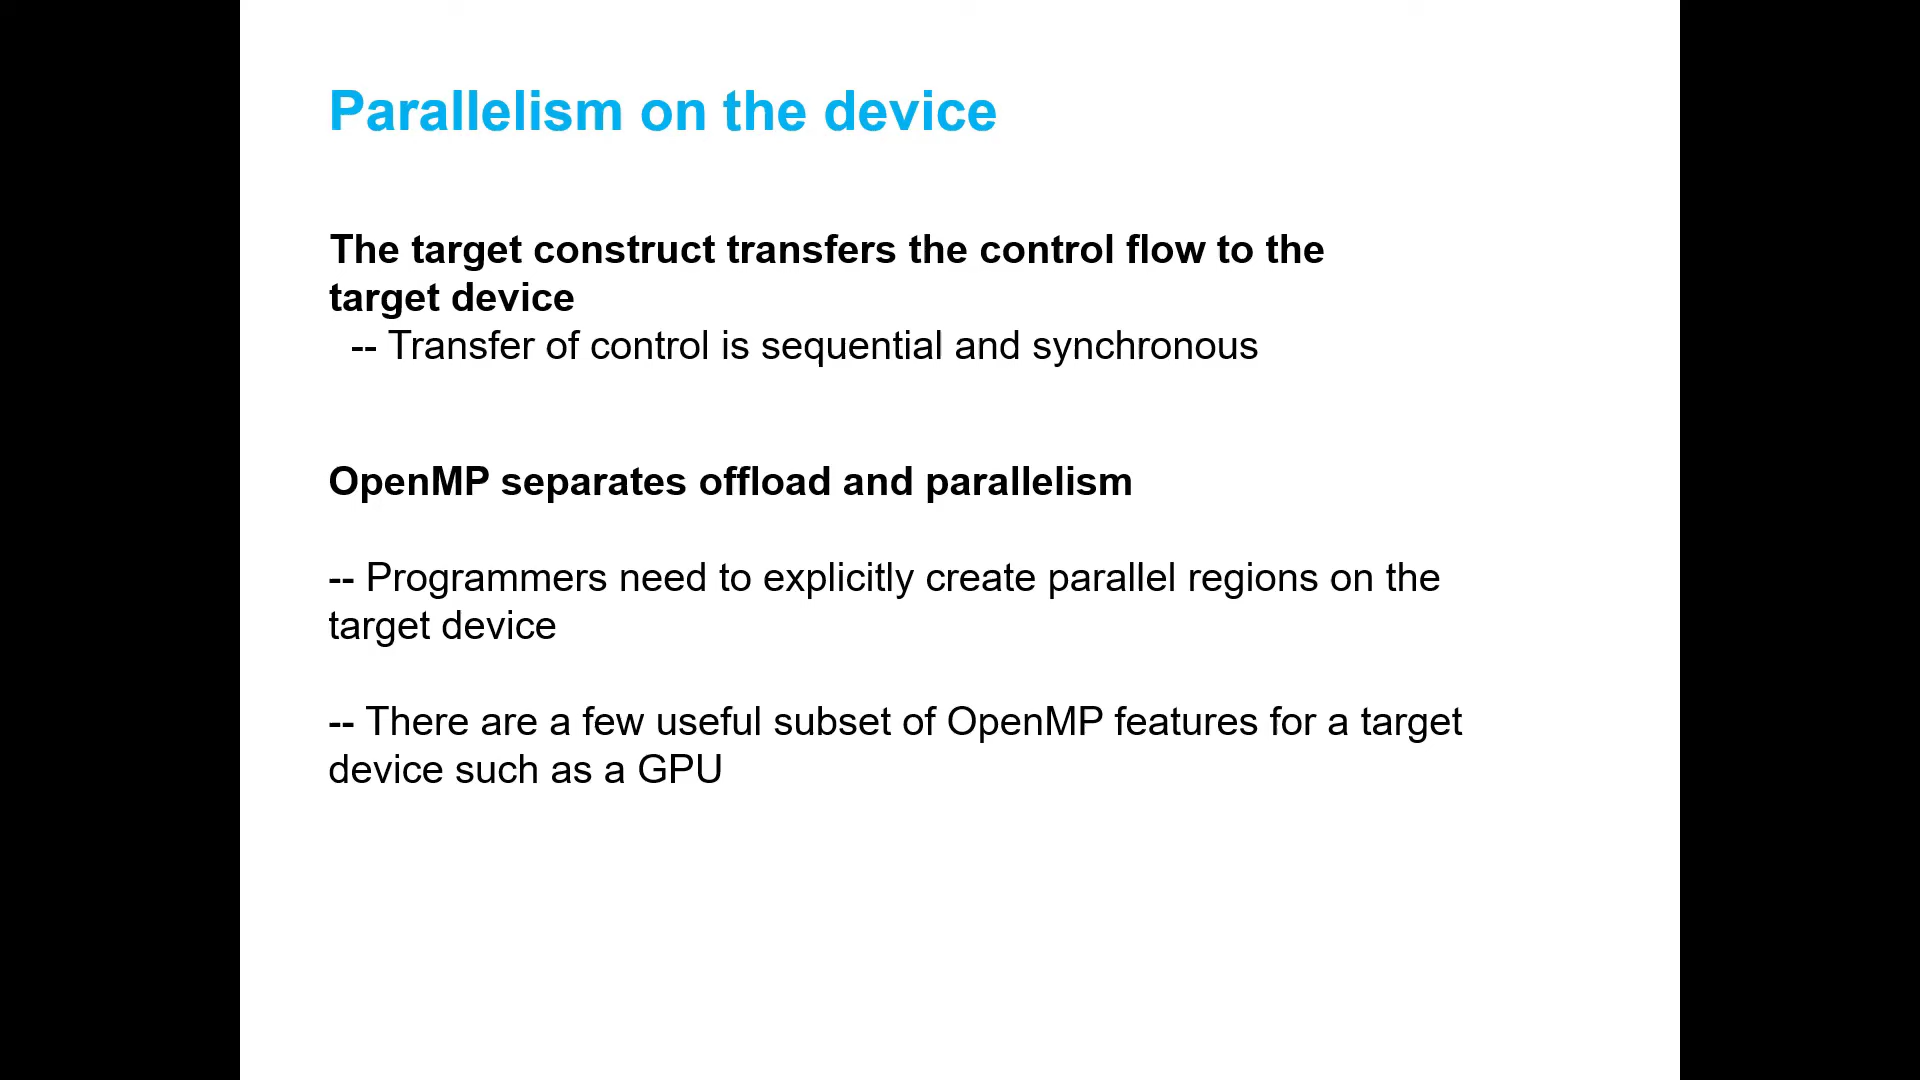 Parallelism on the device
The target construct transfers the control flow to the
target device
-- Transfer of control is sequential and synchronous
OpenMP separates offload and parallelism
-- Programmers need to explicitly create parallel regions on the
target device
-- There are a few useful subset of OpenMP features for a target
device such as a GPU